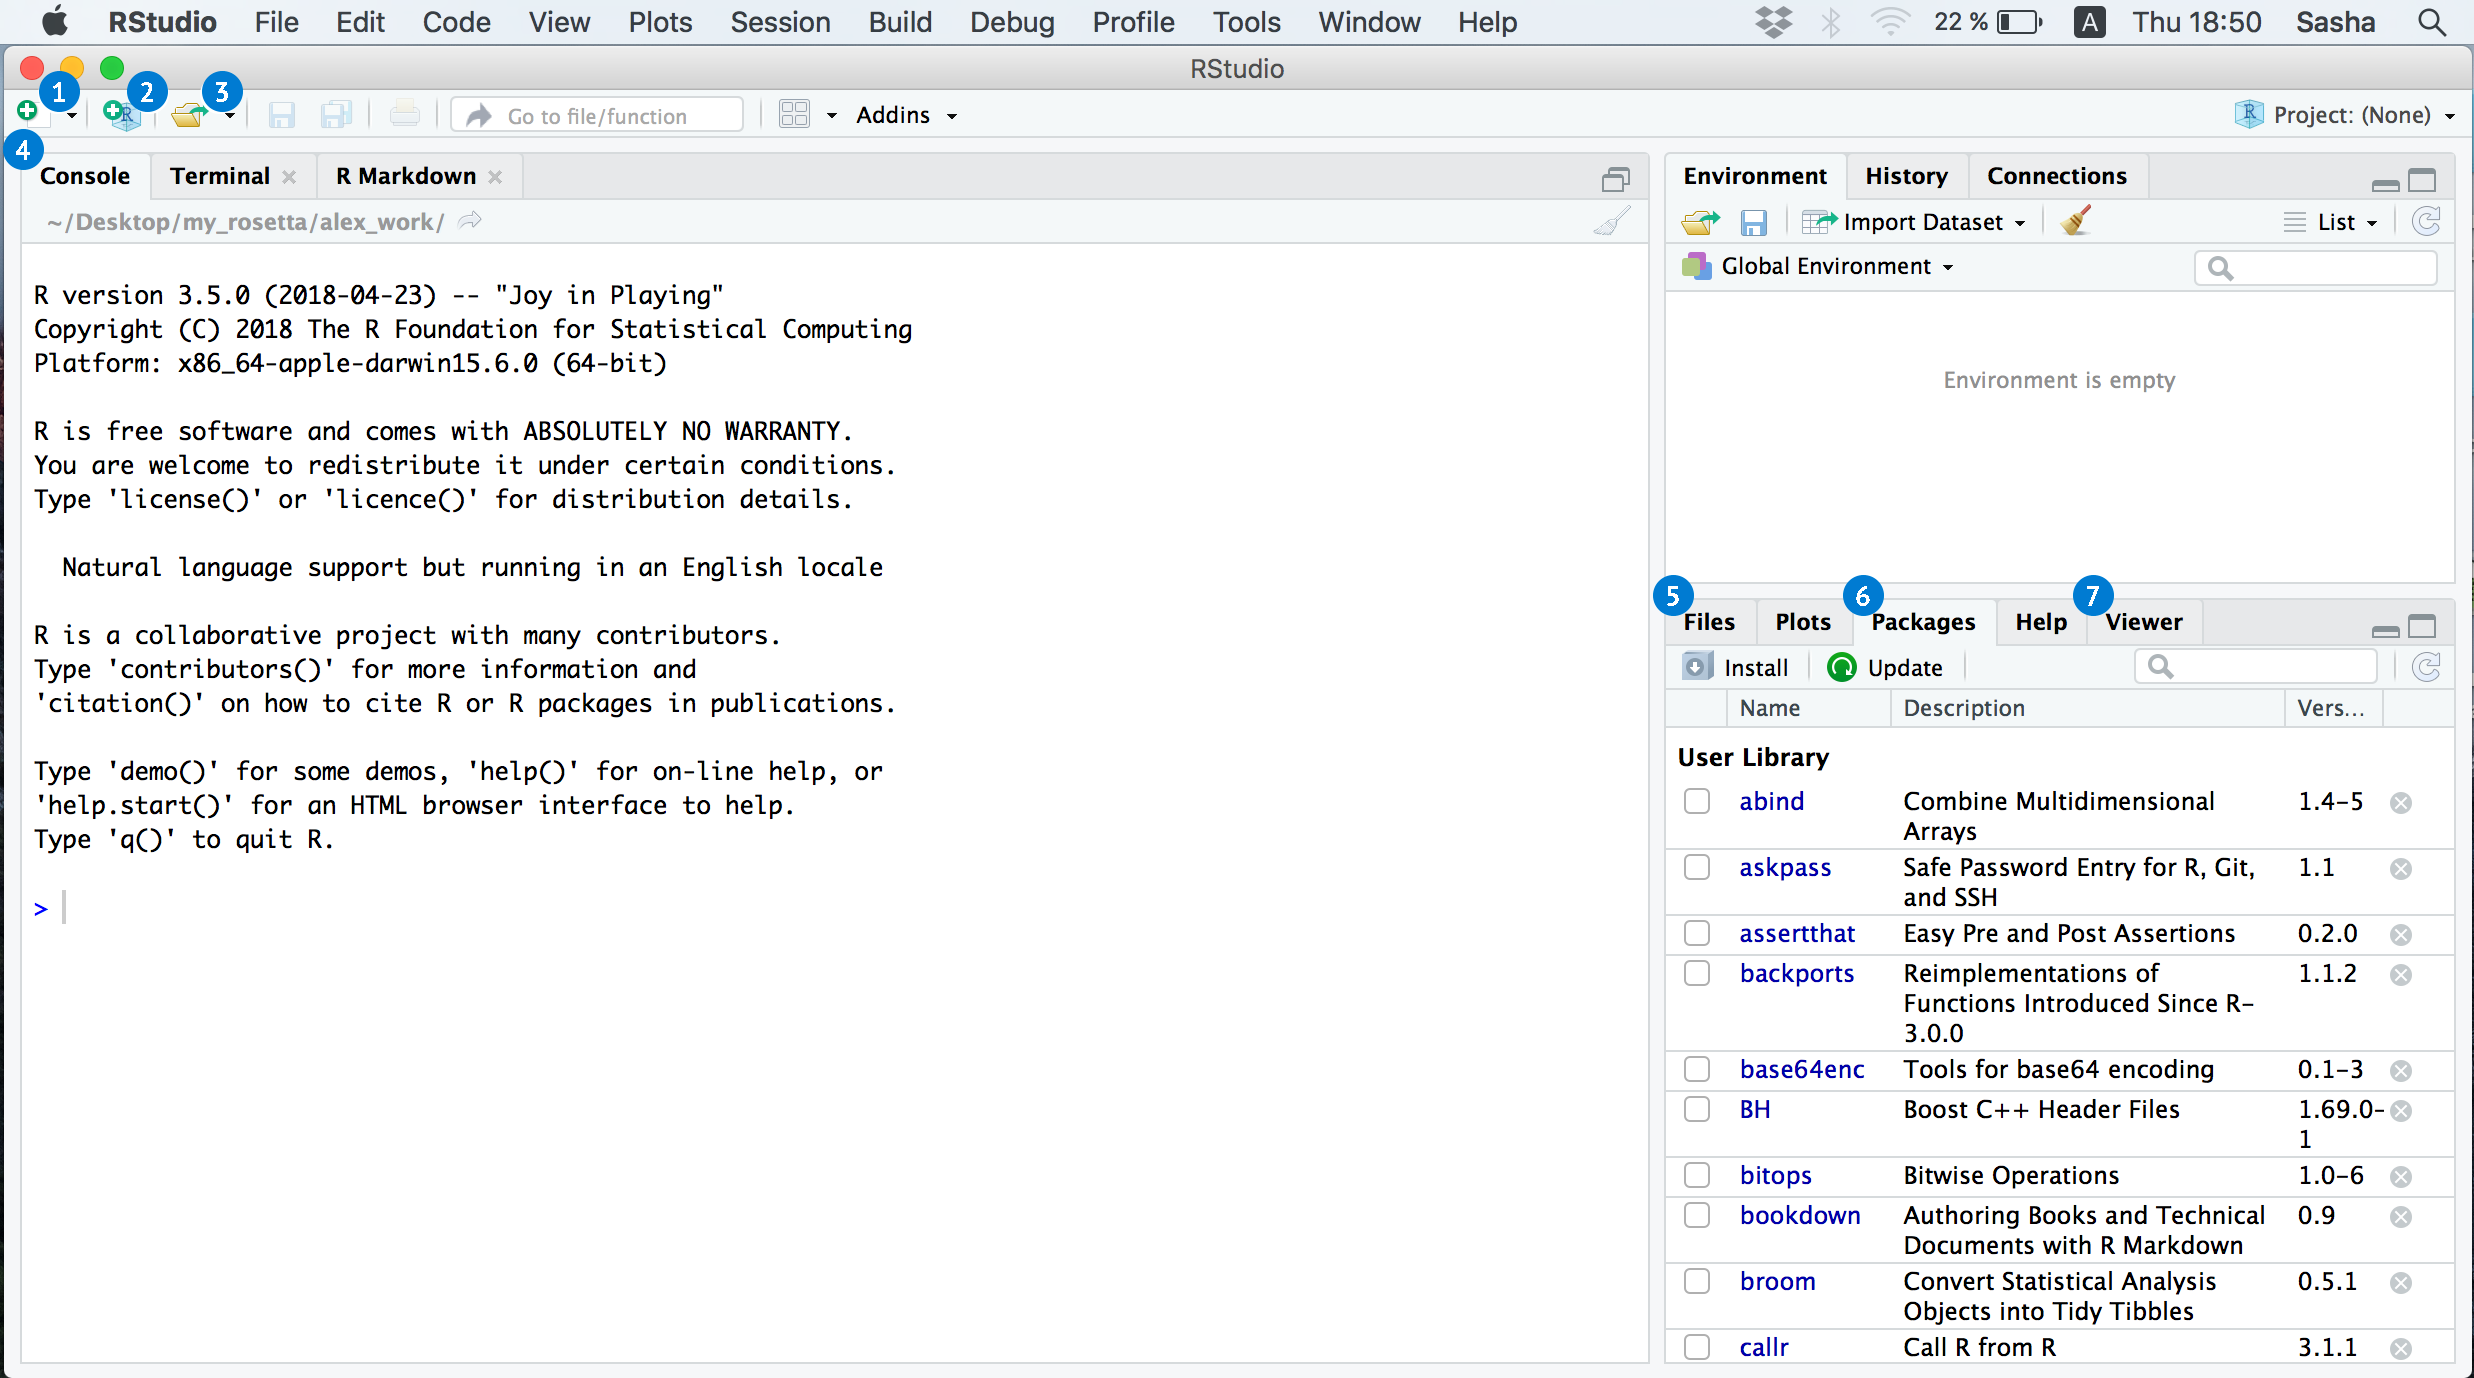 RStudio File Edit Code View Plots Session Build Debug Profile Tools Window Help 22 % A Thu 18:50 Sasha
RStudio
1 2 3
Go to file/function Addins R Project: (None)
4
Console Terminal R Markdown
~/Desktop/my_rosetta/alex_work/
R version 3.5.0 (2018-04-23) -- "Joy in Playing"
Copyright (C) 2018 The R Foundation for Statistical Computing
Platform: x86_64-apple-darwin15.6.0 (64-bit)
R is free software and comes with ABSOLUTELY NO WARRANTY.
You are welcome to redistribute it under certain conditions.
Type 'license()' or 'licence()' for distribution details.
Natural language support but running in an English locale
R is a collaborative project with many contributors.
Type 'contributors()' for more information and
'citation()' on how to cite R or R packages in publications.
Type 'demo()' for some demos, 'help()' for on-line help, or
'help.start()' for an HTML browser interface to help.
Type 'q()' to quit R.
>
Environment History Connections
Import Dataset List
Global Environment
Environment is empty
5 6 7
Files Plots Packages Help Viewer
Install Update
Name Description Vers...
User Library
abind Combine Multidimensional 1.4-5
Arrays
askpass Safe Password Entry for R, Git, 1.1
and SSH
assertthat Easy Pre and Post Assertions 0.2.0
backports Reimplementations of 1.1.2
Functions Introduced Since R-
3.0.0
base64enc Tools for base64 encoding 0.1-3
BH Boost C++ Header Files 1.69.0-
1
bitops Bitwise Operations 1.0-6
bookdown Authoring Books and Technical 0.9
Documents with R Markdown
broom Convert Statistical Analysis 0.5.1
Objects into Tidy Tibbles
callr Call R from R 3.1.1